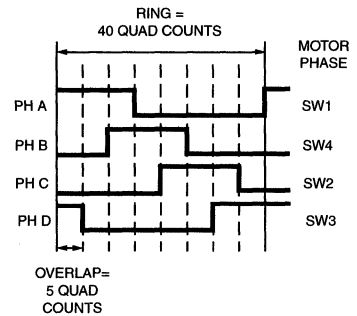 RING =
40 QUAD COUNTS
MOTOR
PHASE
PH A SW1
PH B SW4
PH C SW2
PH D SW3
OVERLAP=
5 QUAD
COUNTS